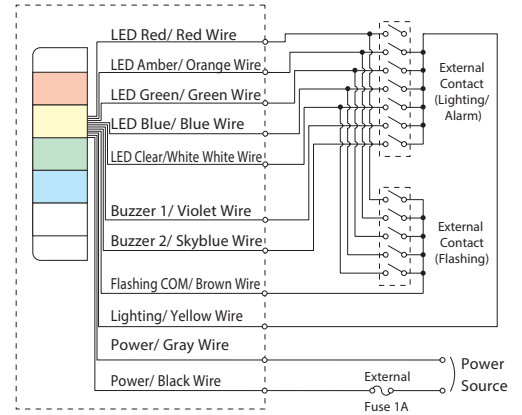 LED Red/ Red Wire
LED Amber/ Orange Wire
LED Green/ Green Wire
LED Blue/ Blue Wire
LED Clear/White White Wire
Buzzer 1/ Violet Wire
Buzzer 2/ Skyblue Wire
Flashing COM/ Brown Wire
Lighting/ Yellow Wire
Power/ Gray Wire
Power/ Black Wire
External
Contact
(Lighting/
Alarm)
External
Contact
(Flashing)
Power
Source
External
Fuse 1A